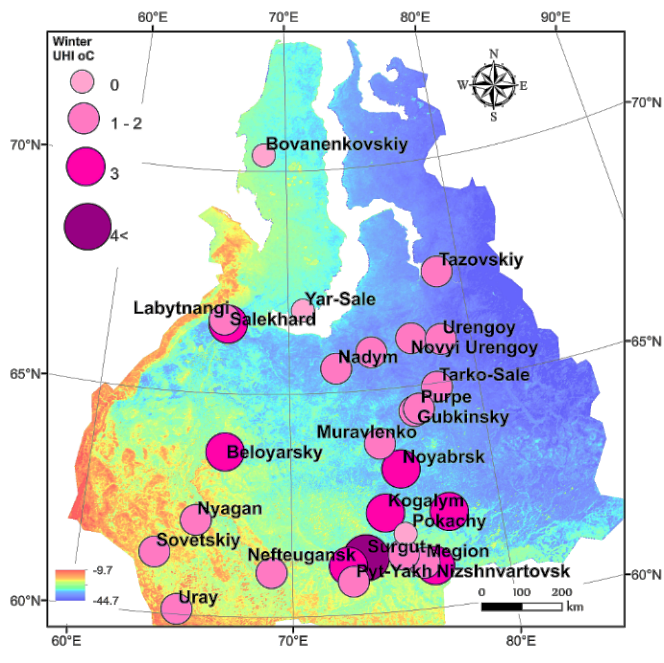 60°E 70°E 80°E 90°E
Winter
UHI oC
0
1 - 2
3
4<
N
W E
S
70°N 70°N
Bovanenkovskiy
Tazovskiy
Yar-Sale
Labytnangi
Salekhard
Urengoy
Novyi Urengoy
65°N
Nadym
65°N
Tarko-Sale
Purpe
Gubkinsky
Muravlenko
Beloyarsky
Noyabrsk
Kogalym
Nyagan
Pokachy
Sovetskiy
Surgut
Megion
Nefteugansk
Pyt-Yakh
Nizshnvartovsk
-9.7
-44.7
60°N
Uray
0 100 200
km
60°N
60°E 70°E 80°E